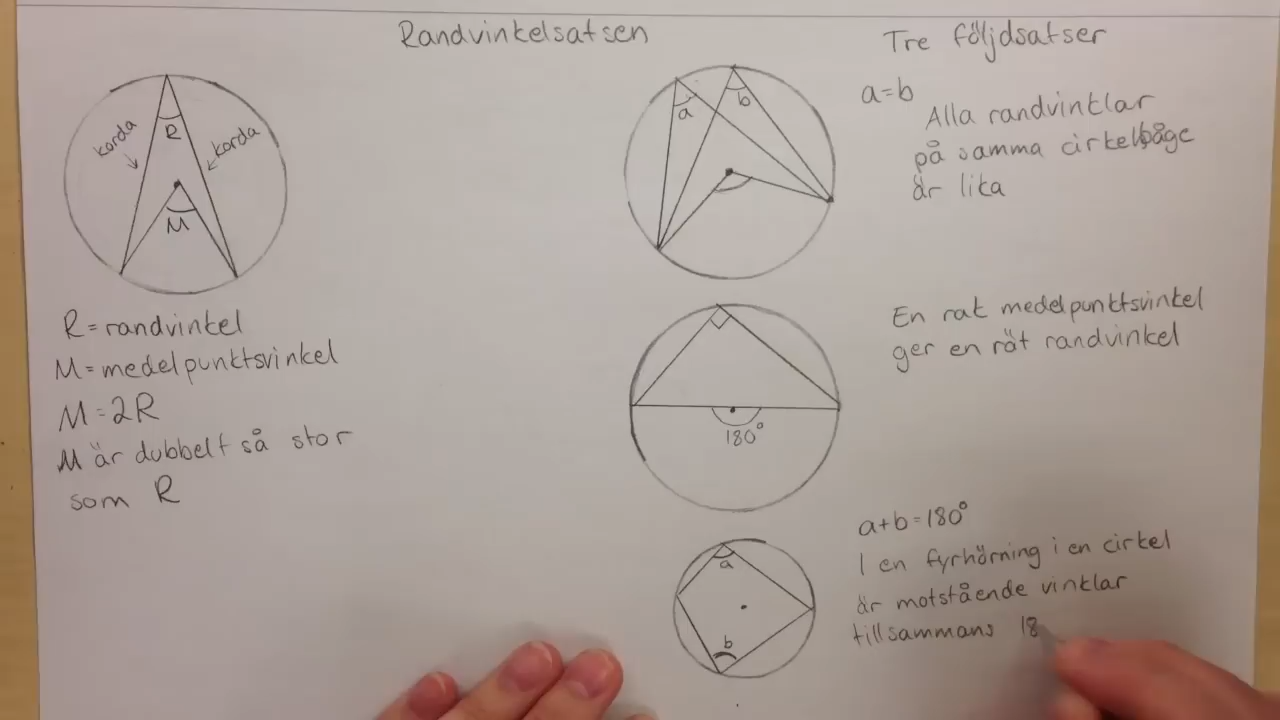 Randvinkelsatsen
korda
R
korda
M
R = randvinkel
M = medelpunktsvinkel
M = 2R
M är dubbelt så stor
som R
Tre följdsatser
a
b
a=b
Alla randvinklar
på samma cirkelbåge
är lika
180°
En rak medelpunktsvinkel
ger en rät randvinkel
a
b
a+b=180°
I en fyrhörning i en cirkel
är motstående vinklar
tillsammans 18